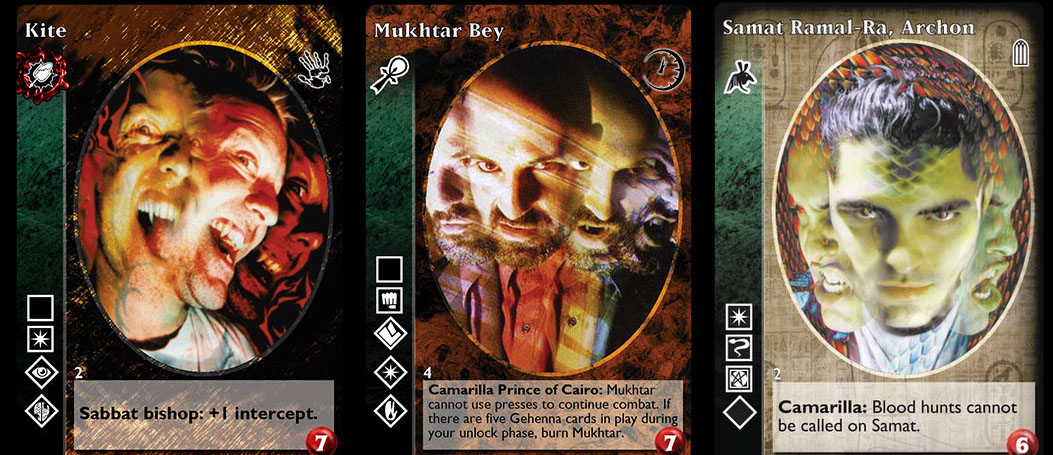 Kite
2
Sabbat bishop: +1 intercept.
7
Mukhtar Bey
4
Camarilla Prince of Cairo: Mukhtar
cannot use presses to continue combat. If
there are five Gehenna cards in play during
your unlock phase, burn Mukhtar.
7
Samat Ramal-Ra, Archon
2
Camarilla: Blood hunts cannot
be called on Samat.
6